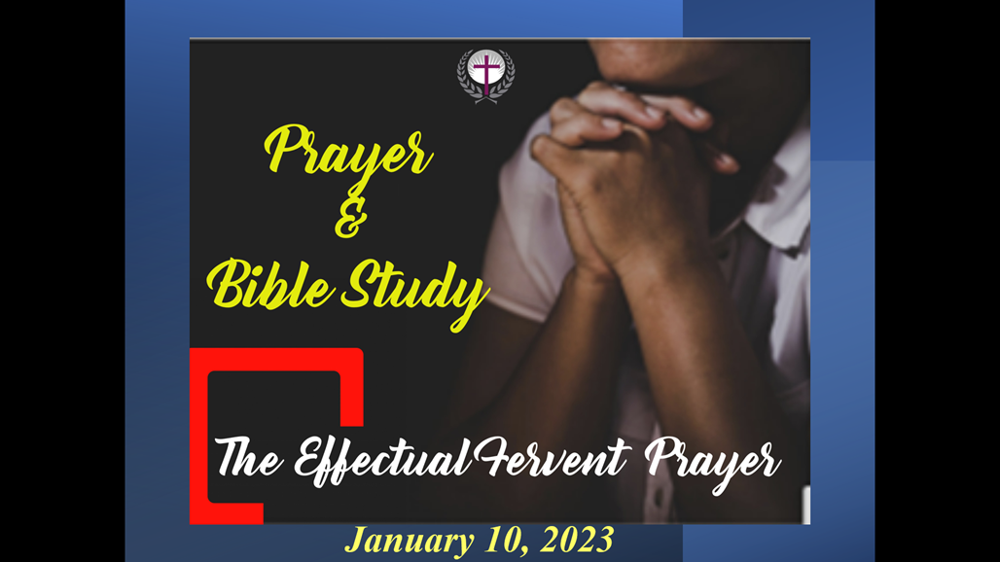 Prayer
&
Bible Study
The Effectual Fervent Prayer
January 10, 2023